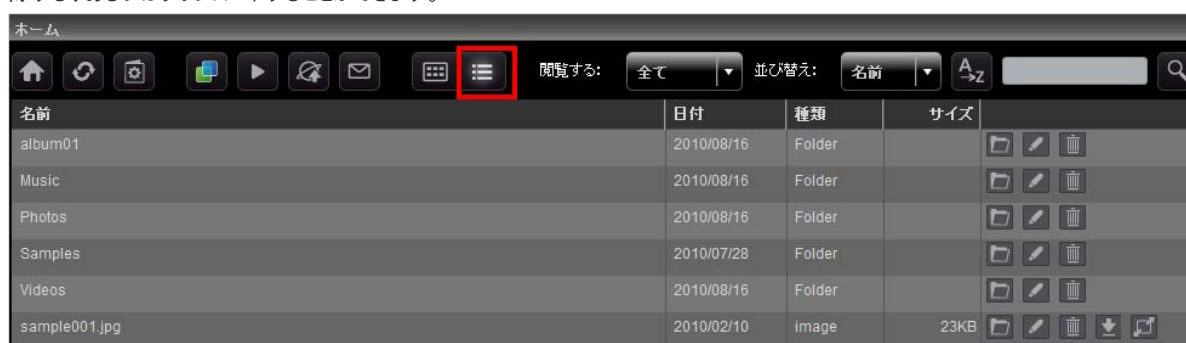 ホーム
閲覧する: 全て 並び替え: 名前 A→Z
名前 日付 種類 サイズ
album01 2010/08/16 Folder
Music 2010/08/16 Folder
Photos 2010/08/16 Folder
Samples 2010/07/28 Folder
Videos 2010/08/16 Folder
sample001.jpg 2010/02/10 image 23KB